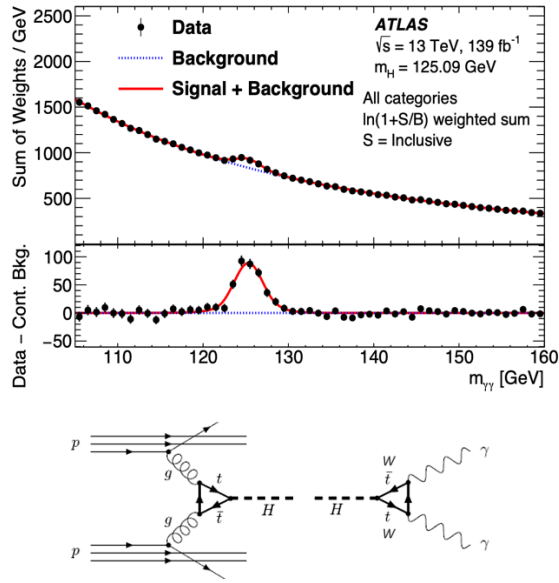 Sum of Weights / GeV
2500
2000
1500
1000
500
Data
Background
Signal + Background
ATLAS
√s = 13 TeV, 139 fb⁻¹
m_H = 125.09 GeV
All categories
ln(1+S/B) weighted sum
S = Inclusive
Data − Cont. Bkg.
100
50
0
−50
110 120 130 140 150 160
m_γγ [GeV]
p
g
t
t̄
H
g
p
H
W
t̄
t
W
γ
γ